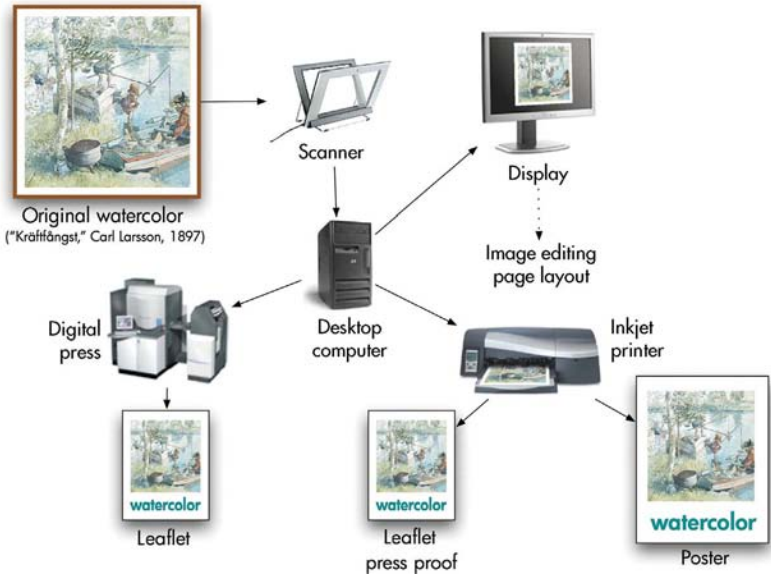 Original watercolor
(“Kräftfångst,” Carl Larsson, 1897)
Scanner
Display
Image editing
page layout
Digital
press
Desktop
computer
Inkjet
printer
watercolor
Leaflet
watercolor
Leaflet
press proof
watercolor
Poster